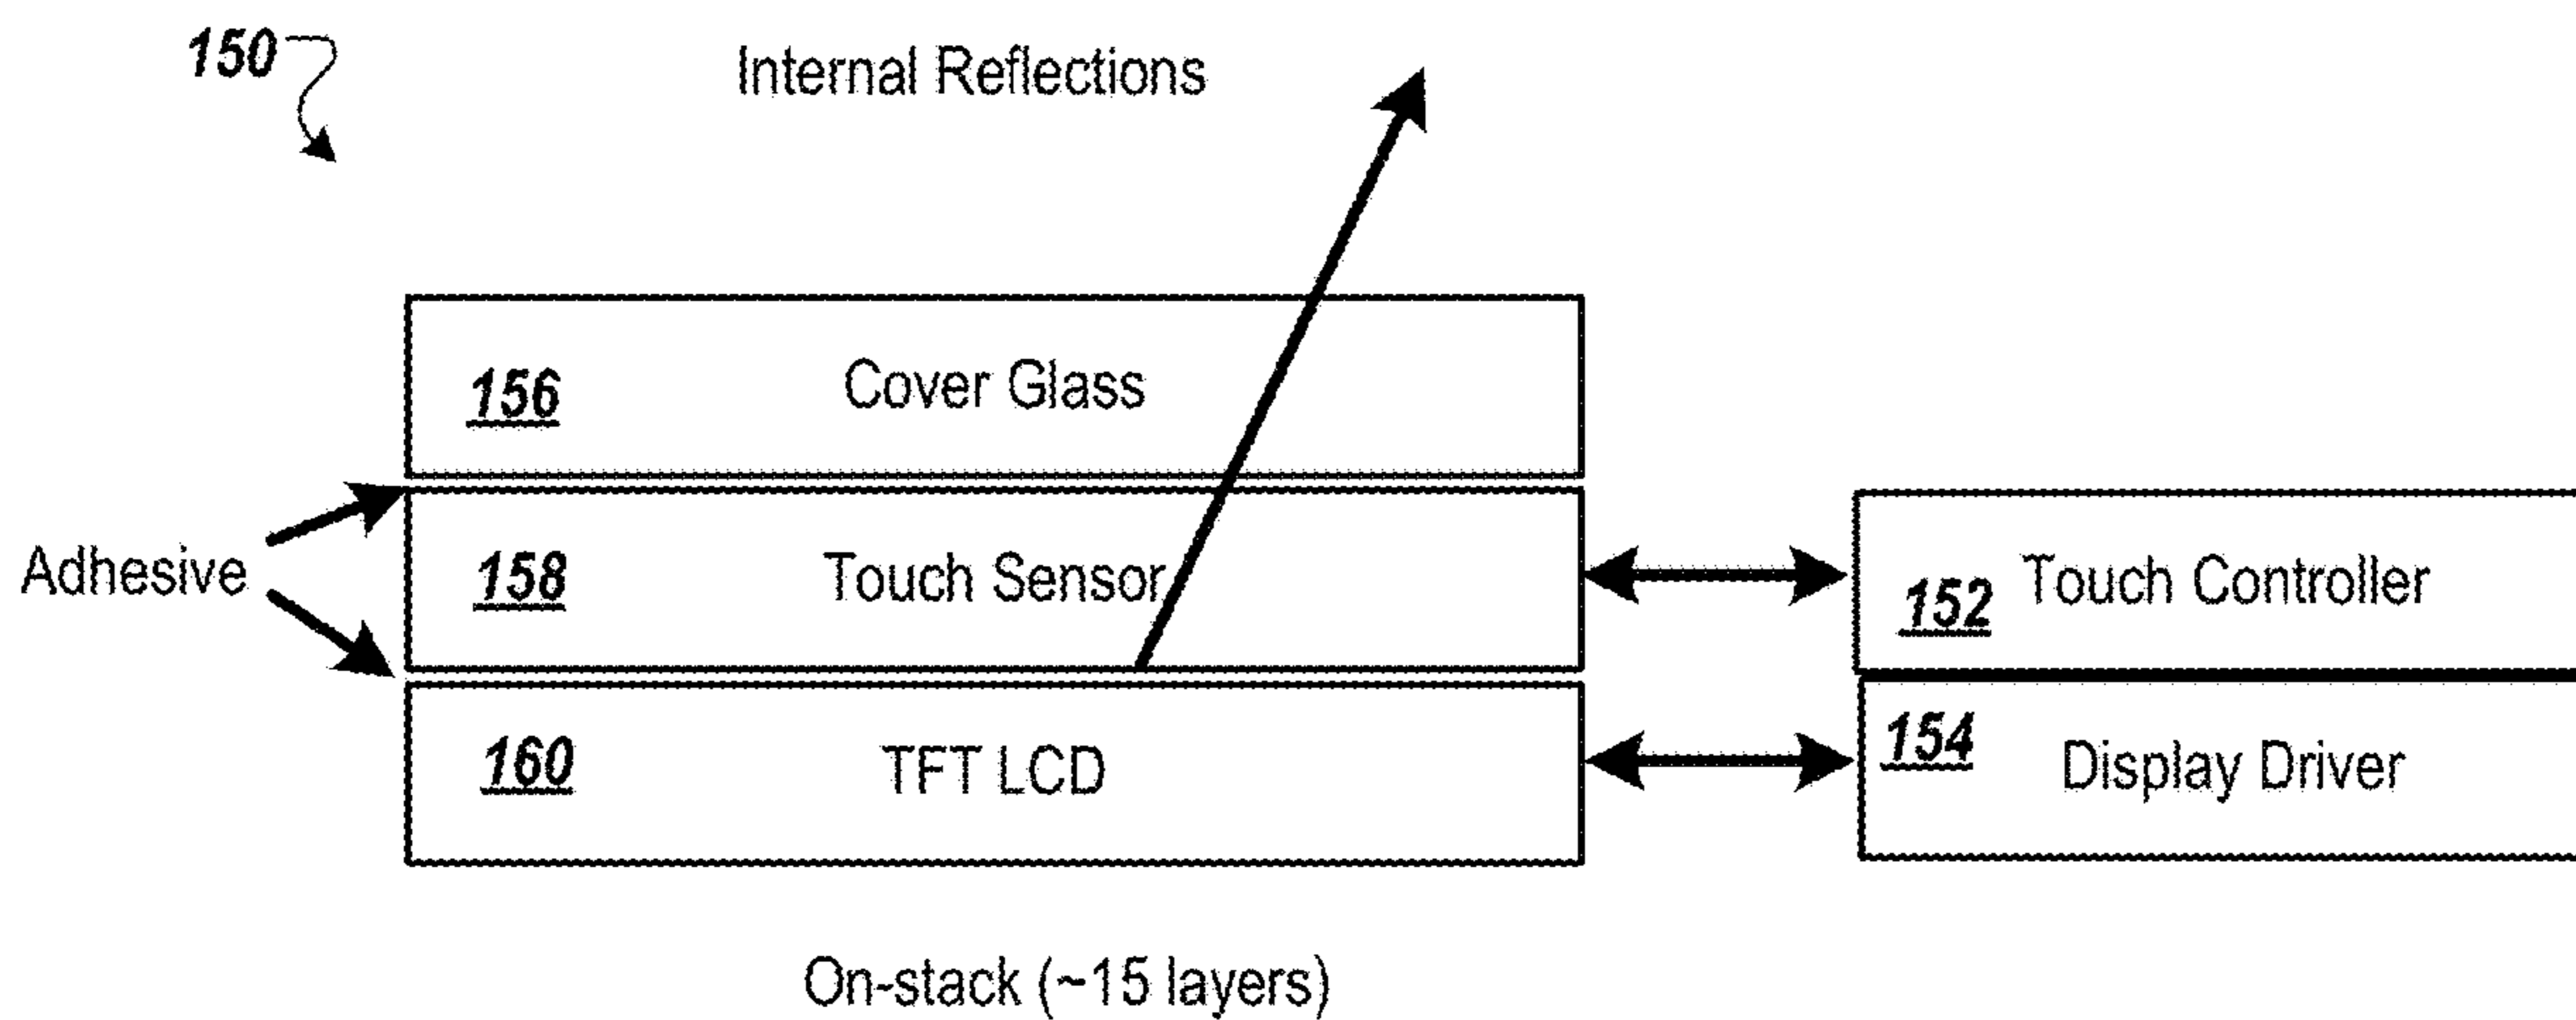 150
Internal Reflections
156 Cover Glass
Adhesive
158 Touch Sensor
152 Touch Controller
160 TFT LCD
154 Display Driver
On-stack (~15 layers)